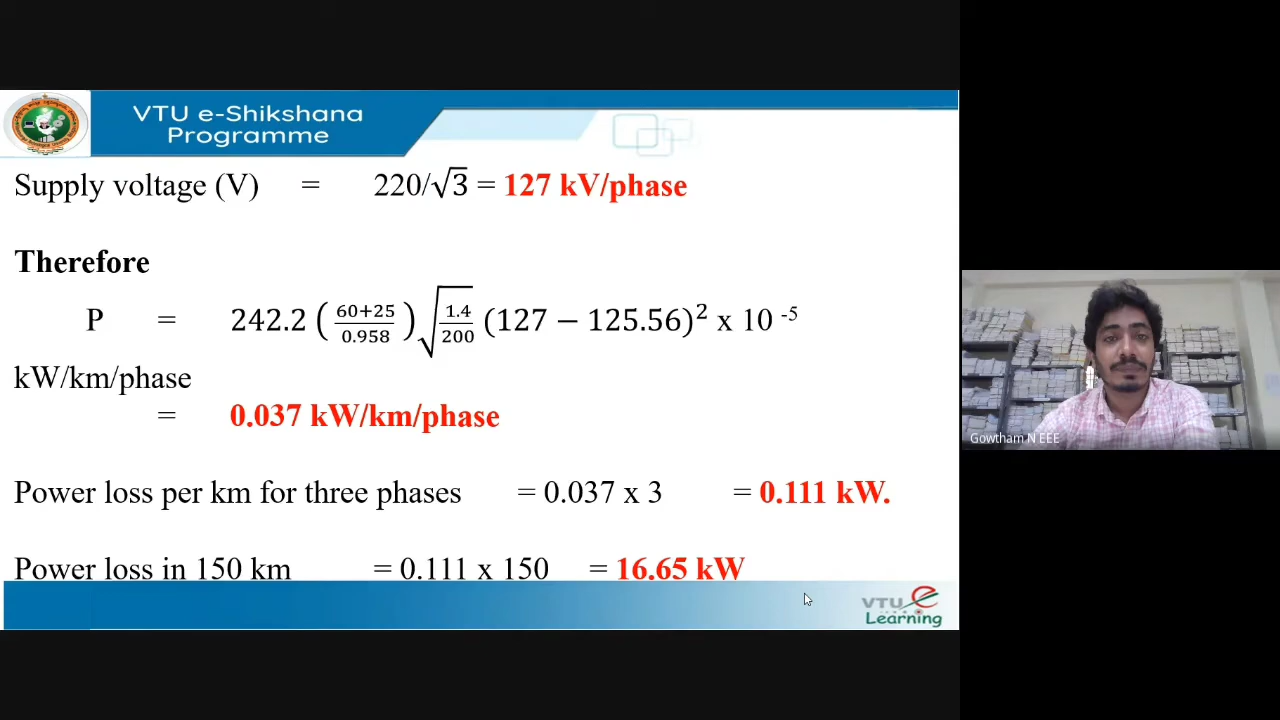 VTU e-Shikshana
Programme
Supply voltage (V) = 220/√3 = 127 kV/phase
Therefore
P = 242.2 (60+25/0.958) √1.4/200 (127 − 125.56)² x 10 -5
kW/km/phase
= 0.037 kW/km/phase
Power loss per km for three phases = 0.037 x 3 = 0.111 kW.
Power loss in 150 km = 0.111 x 150 = 16.65 kW
VTU e
Learning
Gowtham N EEE